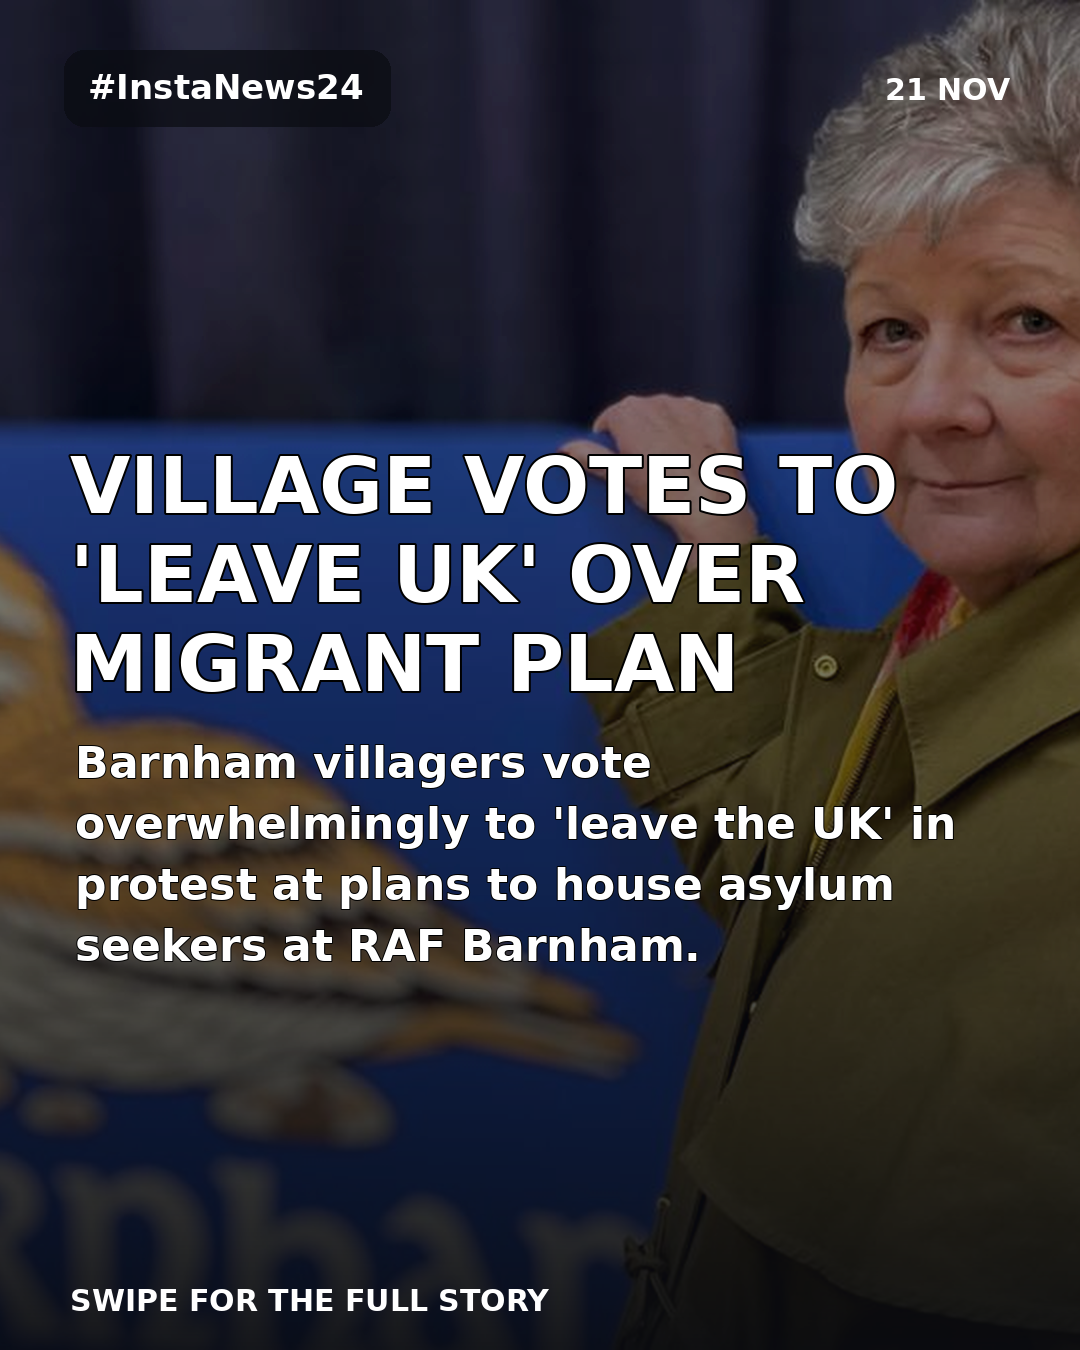 #InstaNews24
21 NOV
VILLAGE VOTES TO
'LEAVE UK' OVER
MIGRANT PLAN
Barnham villagers vote
overwhelmingly to 'leave the UK' in
protest at plans to house asylum
seekers at RAF Barnham.
SWIPE FOR THE FULL STORY